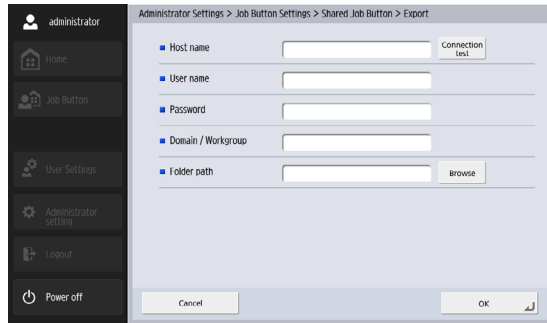 administrator
Administrator Settings > Job Button Settings > Shared Job Button > Export
Home
Job Button
User Settings
Administrator
setting
Logout
Power off
Host name
Connection
test
User name
Password
Domain / Workgroup
Folder path
Browse
Cancel
OK